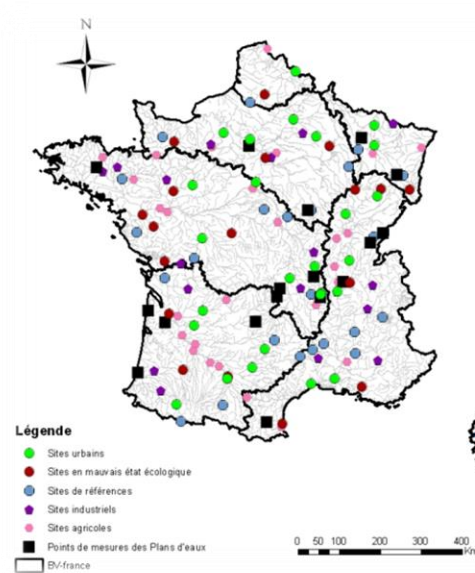 N
Légende
Sites urbains
Sites en mauvais état écologique
Sites de références
Sites industriels
Sites agricoles
Points de mesures des Plans d'eaux
BV-france
0 50 100 200 300 400
Km